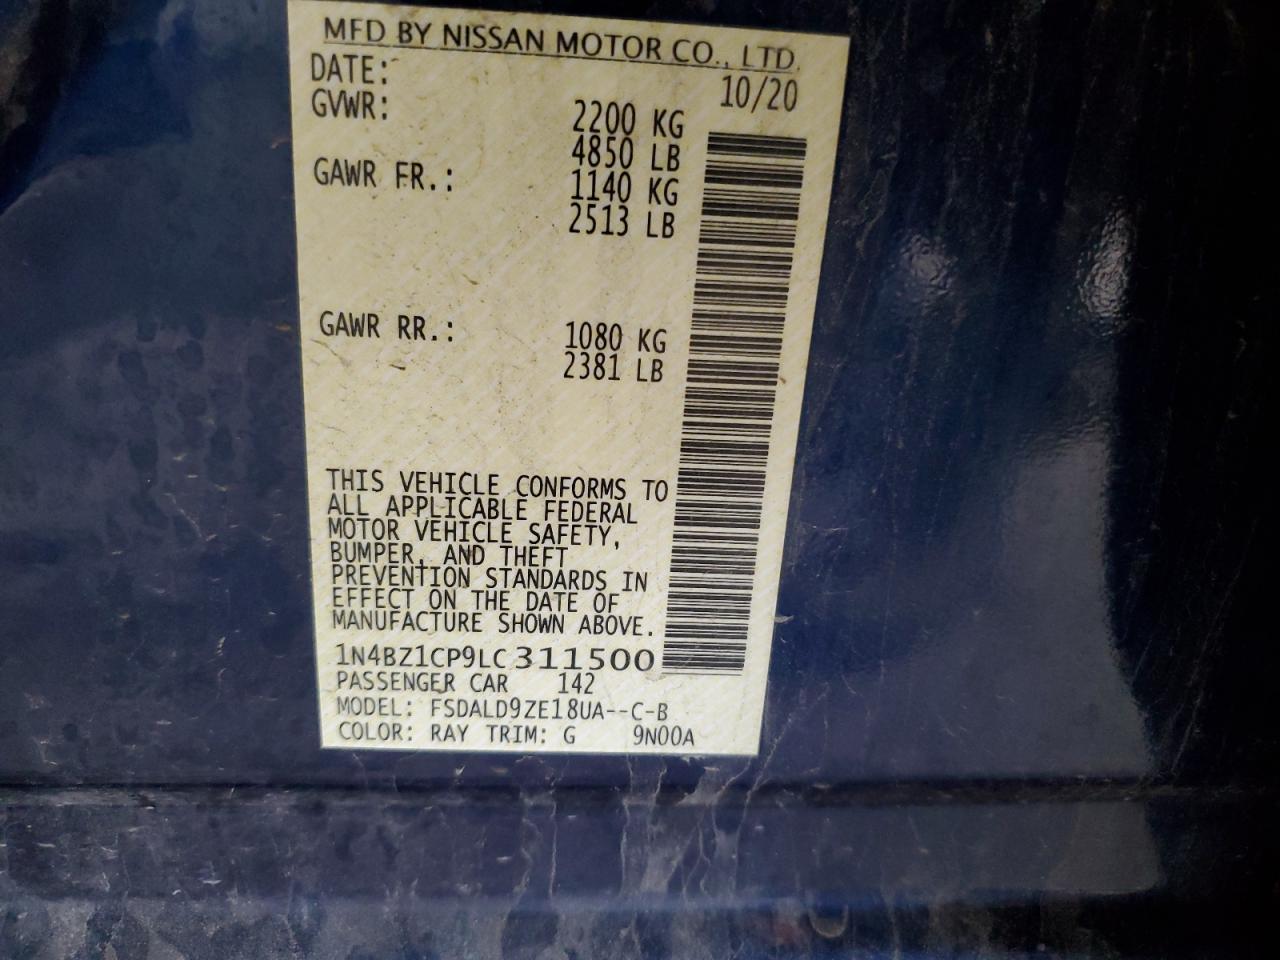 MFD BY NISSAN MOTOR CO., LTD.
DATE: 10/20
GVWR: 2200 KG
4850 LB
GAWR FR.: 1140 KG
2513 LB
GAWR RR.: 1080 KG
2381 LB
THIS VEHICLE CONFORMS TO
ALL APPLICABLE FEDERAL
MOTOR VEHICLE SAFETY,
BUMPER, AND THEFT
PREVENTION STANDARDS IN
EFFECT ON THE DATE OF
MANUFACTURE SHOWN ABOVE.
1N4BZ1CP9LC311500
PASSENGER CAR 142
MODEL: FSDALD9ZE18UA--C-B
COLOR: RAY TRIM: G 9N00A